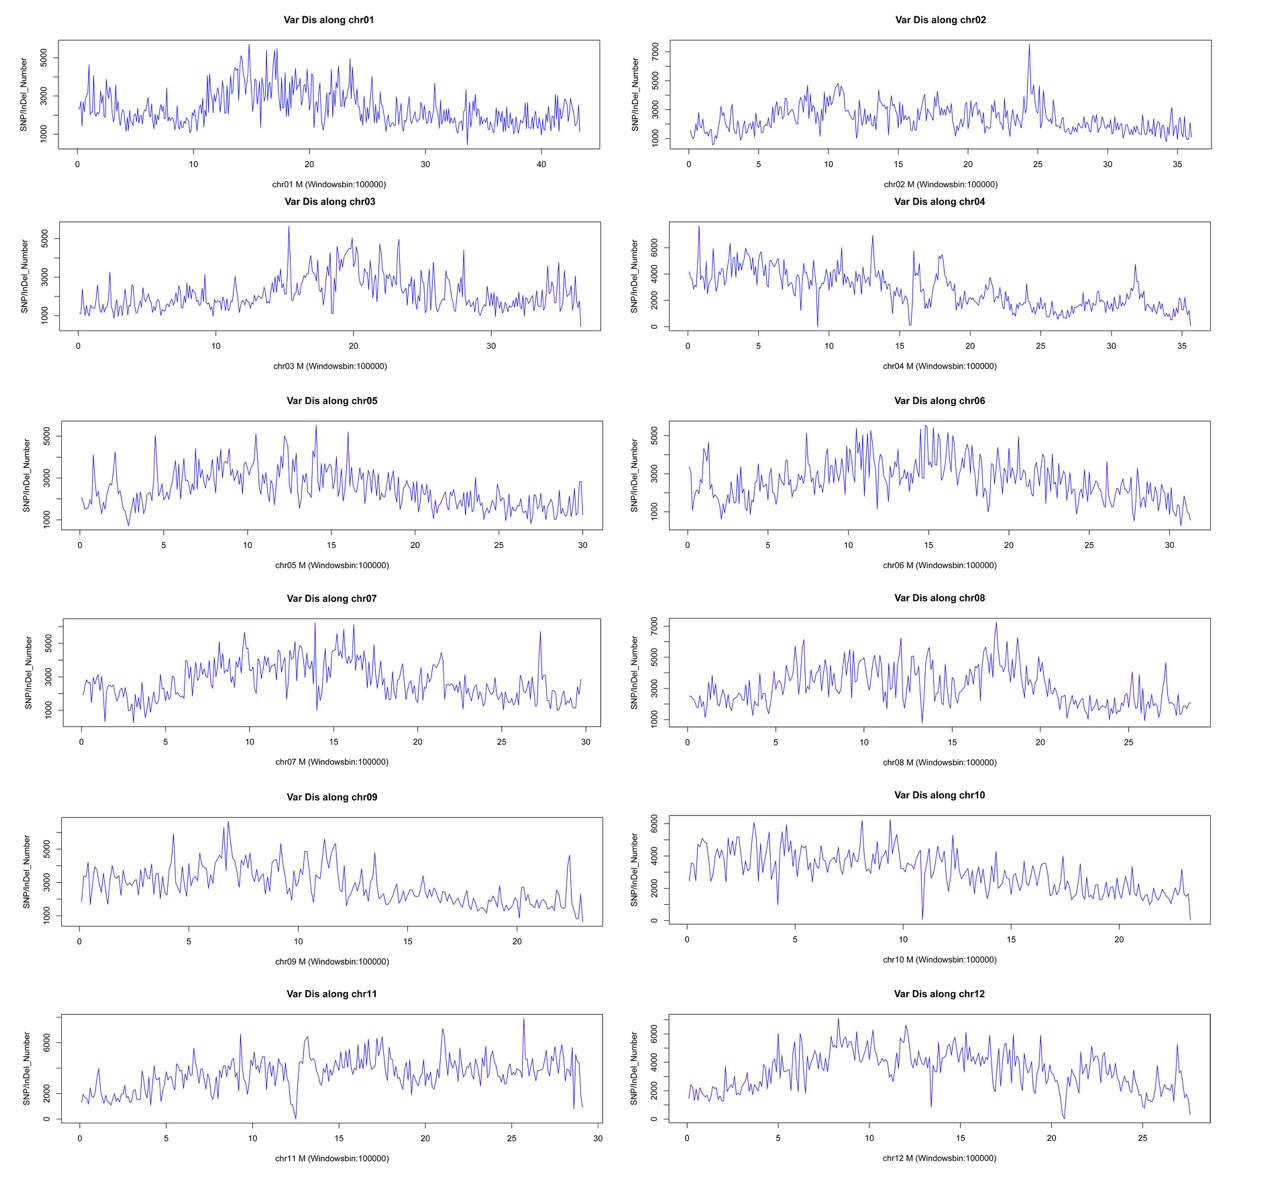 Var Dis along chr01
SNP/InDel_Number
1000 3000 5000
0 10 20 30 40
chr01 M (Windowsbin:100000)
Var Dis along chr02
SNP/InDel_Number
1000 3000 5000 7000
0 5 10 15 20 25 30 35
chr02 M (Windowsbin:100000)
Var Dis along chr03
SNP/InDel_Number
1000 3000 5000
0 10 20 30
chr03 M (Windowsbin:100000)
Var Dis along chr04
SNP/InDel_Number
0 2000 4000 6000
0 5 10 15 20 25 30 35
chr04 M (Windowsbin:100000)
Var Dis along chr05
SNP/InDel_Number
1000 3000 5000
0 5 10 15 20 25 30
chr05 M (Windowsbin:100000)
Var Dis along chr06
SNP/InDel_Number
1000 3000 5000
0 5 10 15 20 25 30
chr06 M (Windowsbin:100000)
Var Dis along chr07
SNP/InDel_Number
1000 3000 5000
0 5 10 15 20 25 30
chr07 M (Windowsbin:100000)
Var Dis along chr08
SNP/InDel_Number
1000 3000 5000 7000
0 5 10 15 20 25
chr08 M (Windowsbin:100000)
Var Dis along chr09
SNP/InDel_Number
1000 3000 5000
0 5 10 15 20
chr09 M (Windowsbin:100000)
Var Dis along chr10
SNP/InDel_Number
0 2000 4000 6000
0 5 10 15 20
chr10 M (Windowsbin:100000)
Var Dis along chr11
SNP/InDel_Number
0 2000 6000
0 5 10 15 20 25 30
chr11 M (Windowsbin:100000)
Var Dis along chr12
SNP/InDel_Number
0 2000 4000 6000
0 5 10 15 20 25
chr12 M (Windowsbin:100000)